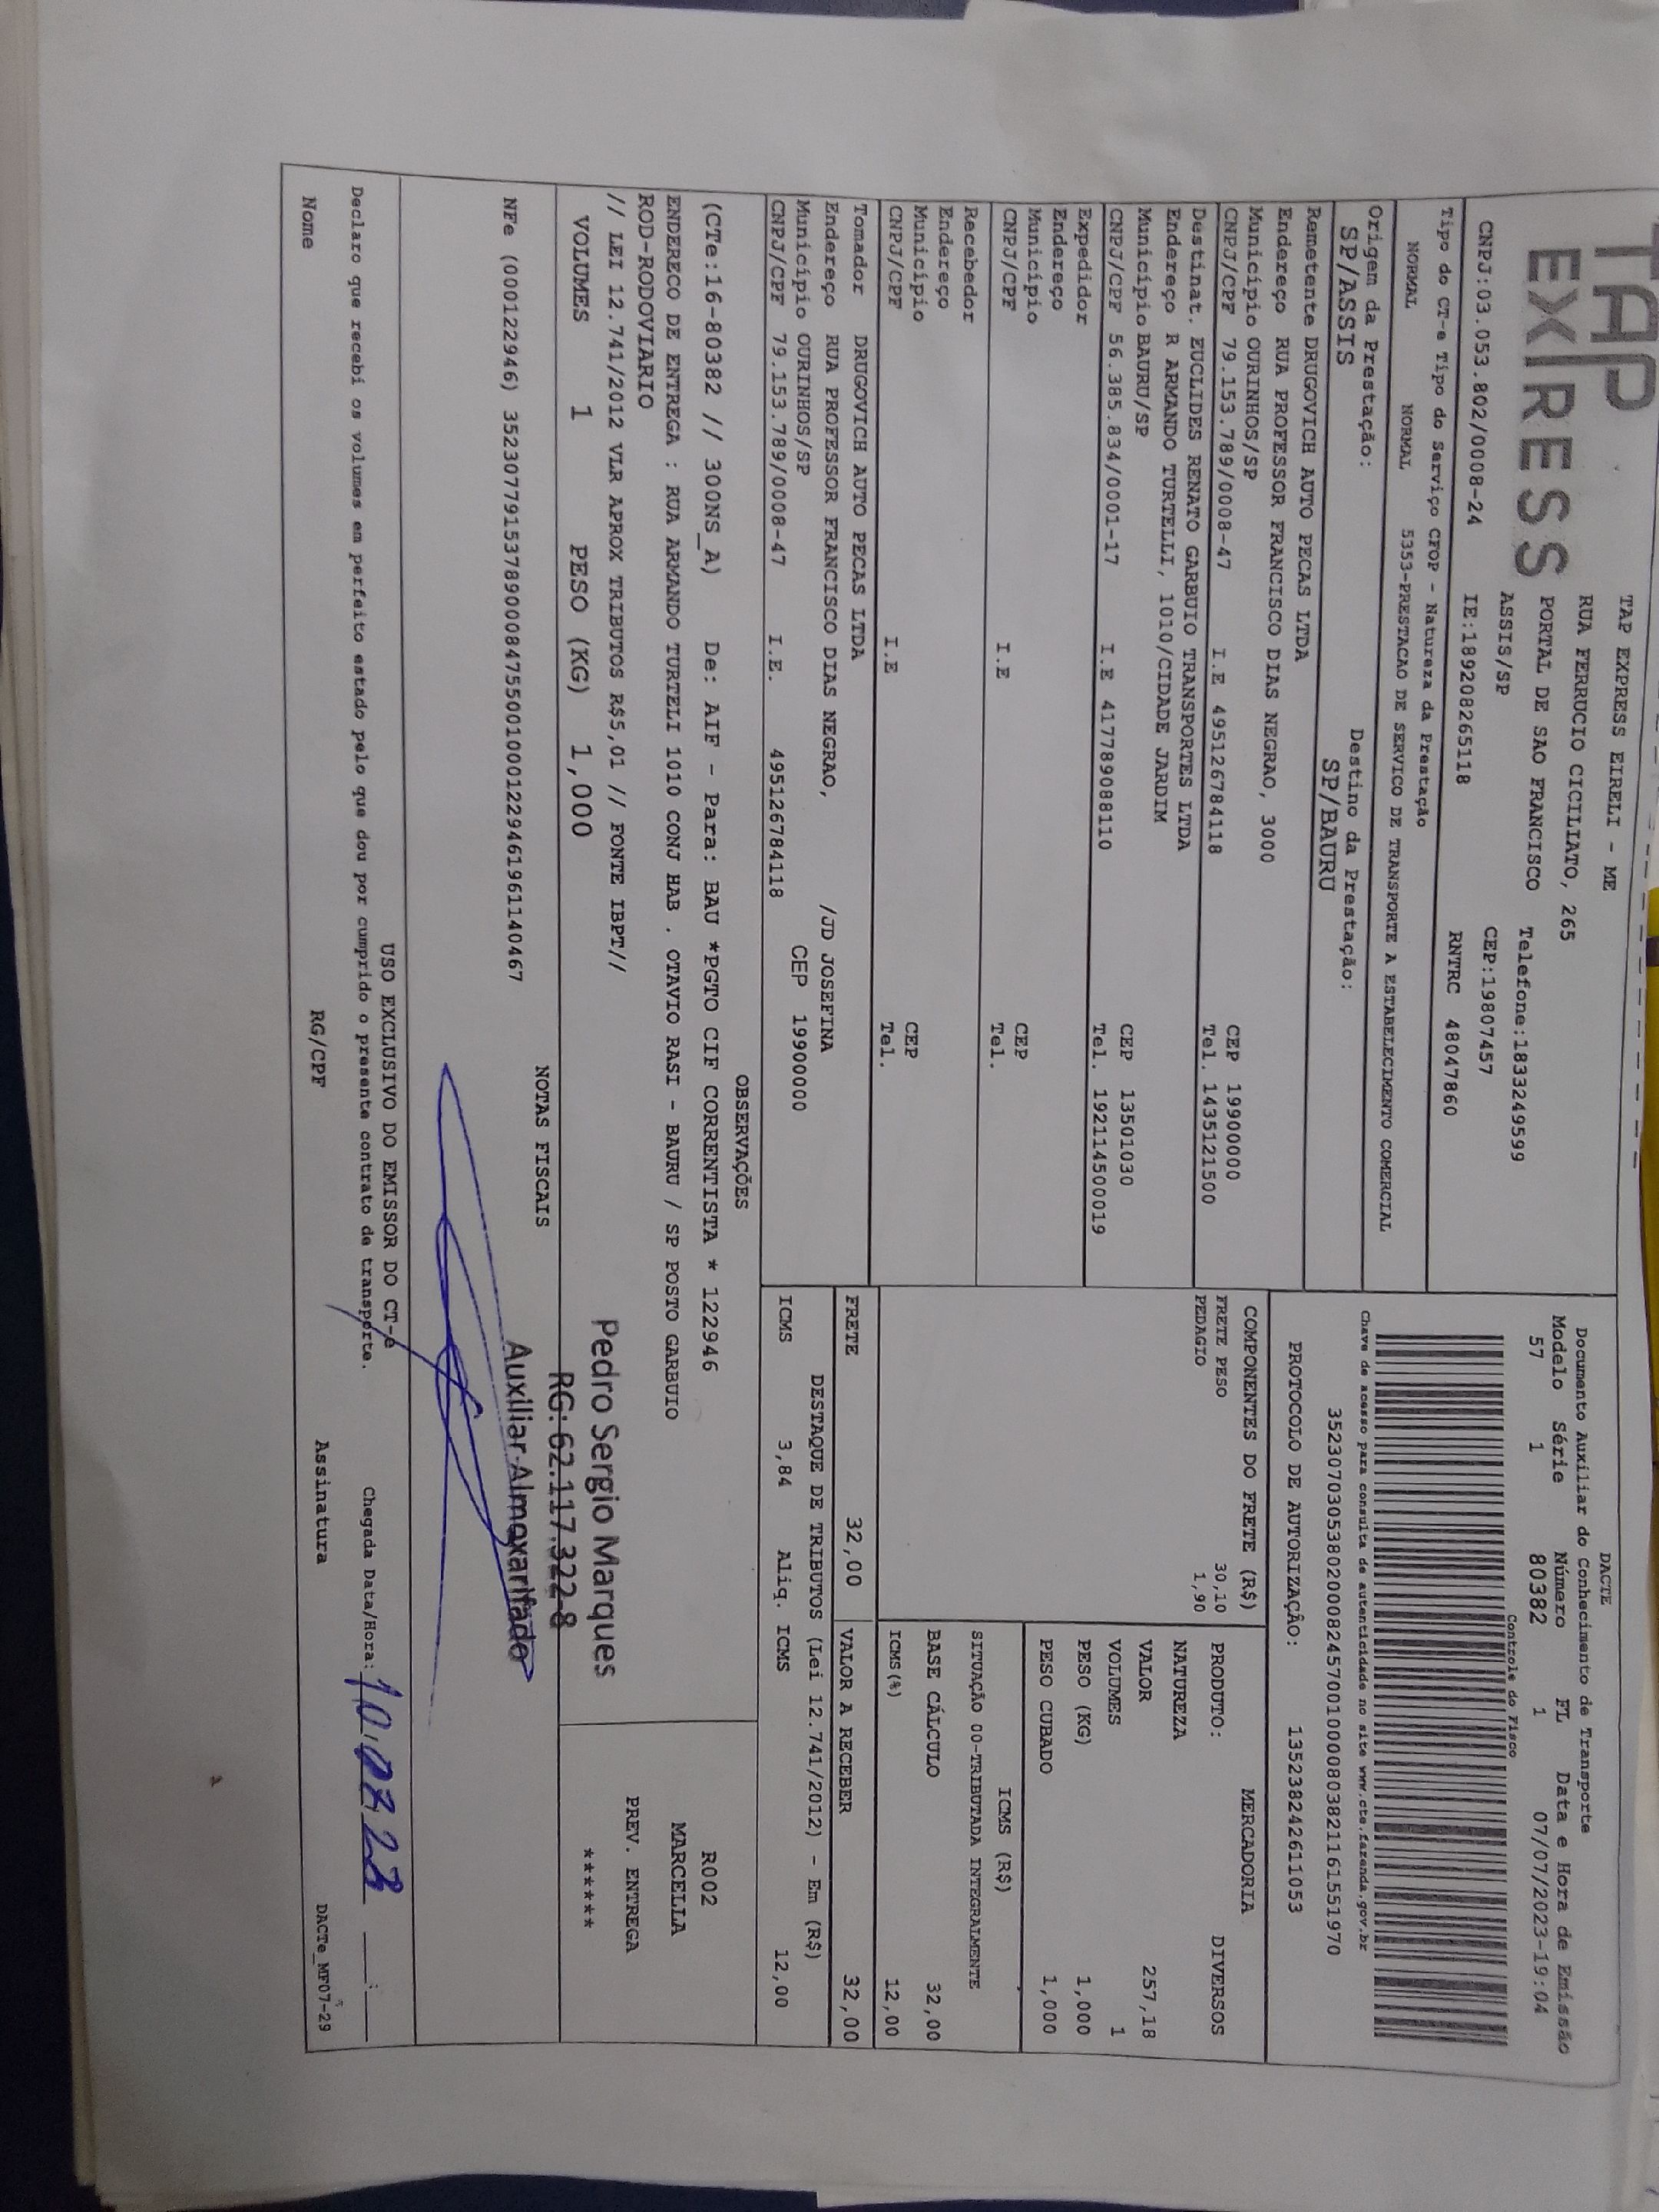 TAP
EXPRESS
TAP EXPRESS EIRELI - ME
RUA FERRUCIO CICILIATO, 265
PORTAL DE SAO FRANCISCO Telefone:1833249599
ASSIS/SP CEP:19807457
CNPJ:03.053.802/0008-24 IE:189208265118 RNTRC 48047860
DACTE
Documento Auxiliar do Conhecimento de Transporte
Modelo Série Número FL Data e Hora de Emissão
57 1 80382 1 07/07/2023-19:04
Controle do Fisco
Chave de acesso para consulta de autenticidade no site www.cte.fazenda.gov.br
35230703053802000824570010000803821161551970
PROTOCOLO DE AUTORIZAÇÃO: 135238242611053
Tipo do CT-e Tipo do Serviço CFOP - Natureza da Prestação
NORMAL NORMAL 5353-PRESTACAO DE SERVICO DE TRANSPORTE A ESTABELECIMENTO COMERCIAL
Origem da Prestação: Destino da Prestação:
SP/ASSIS SP/BAURU
Remetente DRUGOVICH AUTO PECAS LTDA
Endereço RUA PROFESSOR FRANCISCO DIAS NEGRAO, 3000
Município OURINHOS/SP CEP 19900000
CNPJ/CPF 79.153.789/0008-47 I.E 495126784118 Tel. 1435121500
Destinat. EUCLIDES RENATO GARBUIO TRANSPORTES LTDA
Endereço R ARMANDO TURTELLI, 1010/CIDADE JARDIM
Município BAURU/SP CEP 13501030
CNPJ/CPF 56.385.834/0001-17 I.E 417789088110 Tel. 192114500019
Expedidor
Endereço
Município CEP
CNPJ/CPF I.E Tel.
Recebedor
Endereço
Município CEP
CNPJ/CPF I.E Tel.
Tomador DRUGOVICH AUTO PECAS LTDA
Endereço RUA PROFESSOR FRANCISCO DIAS NEGRAO, /JD JOSEFINA
Município OURINHOS/SP CEP 19900000
CNPJ/CPF 79.153.789/0008-47 I.E. 495126784118
COMPONENTES DO FRETE (R$)
FRETE PESO 30,10
PEDAGIO 1,90
MERCADORIA
PRODUTO: DIVERSOS
NATUREZA
VALOR 257,18
VOLUMES 1
PESO (KG) 1,000
PESO CUBADO 1,000
ICMS (R$)
SITUAÇÃO 00-TRIBUTADA INTEGRALMENTE
BASE CÁLCULO 32,00
ICMS(%) 12,00
FRETE 32,00 VALOR A RECEBER 32,00
DESTAQUE DE TRIBUTOS (Lei 12.741/2012) - Em (R$)
ICMS 3,84 Aliq. ICMS 12,00
OBSERVAÇÕES
(CTe:16-80382 // 300NS_A) De: AIF - Para: BAU *PGTO CIF CORRENTISTA * 122946
ENDERECO DE ENTREGA : RUA ARMANDO TURTELI 1010 CONJ HAB . OTAVIO RASI - BAURU / SP POSTO GARBUIO
ROD-RODOVIARIO
// LEI 12.741/2012 VLR APROX TRIBUTOS R$5,01 // FONTE IBPT//
VOLUMES 1 PESO (KG) 1,000
R002
MARCELLA
PREV. ENTREGA
*******
Pedro Sergio Marques
RG: 62.117.322-8
Auxiliar Almoxarifado
NOTAS FISCAIS
NFe (000122946) 35230779153789000847550010001229461961140467
USO EXCLUSIVO DO EMISSOR DO CT-e
Declaro que recebi os volumes em perfeito estado pelo que dou por cumprido o presente contrato de transporte. Chegada Data/Hora: 10.07.23 __:__
Nome RG/CPF Assinatura DACTe_MF07-29